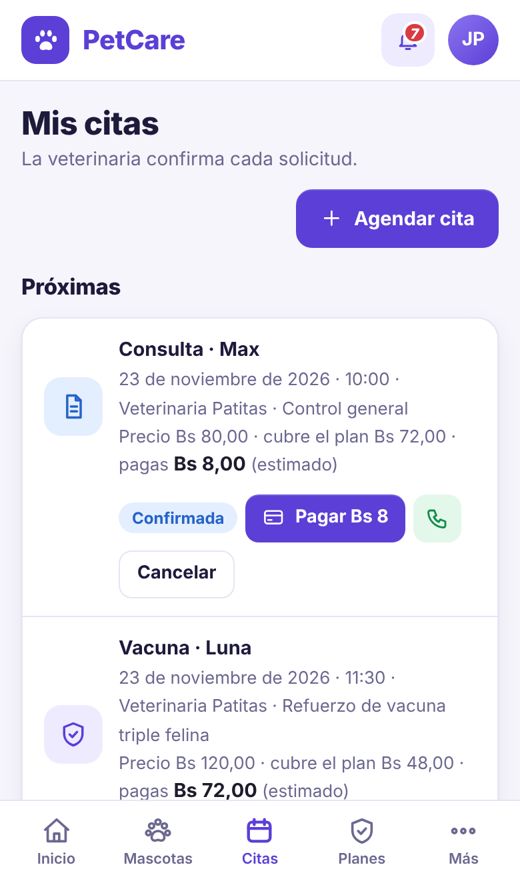 PetCare
7
JP
Mis citas
La veterinaria confirma cada solicitud.
+ Agendar cita
Próximas
Consulta · Max
23 de noviembre de 2026 · 10:00 ·
Veterinaria Patitas · Control general
Precio Bs 80,00 · cubre el plan Bs 72,00 ·
pagas Bs 8,00 (estimado)
Confirmada
Pagar Bs 8
Cancelar
Vacuna · Luna
23 de noviembre de 2026 · 11:30 ·
Veterinaria Patitas · Refuerzo de vacuna
triple felina
Precio Bs 120,00 · cubre el plan Bs 48,00 ·
pagas Bs 72,00 (estimado)
Inicio
Mascotas
Citas
Planes
Más